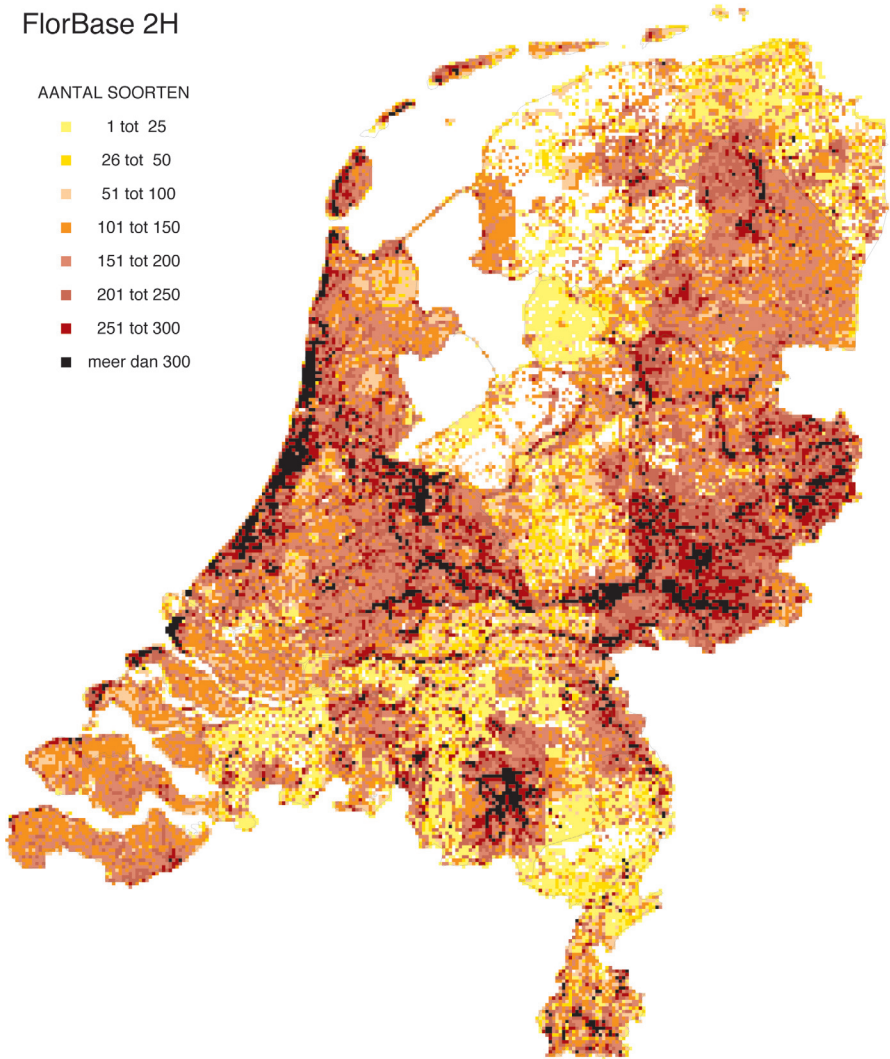 FlorBase 2H
AANTAL SOORTEN
1 tot 25
26 tot 50
51 tot 100
101 tot 150
151 tot 200
201 tot 250
251 tot 300
meer dan 300